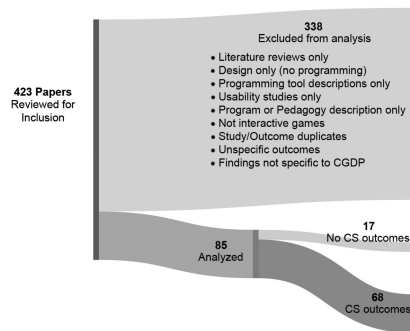 338
Excluded from analysis
• Literature reviews only
• Design only (no programming)
• Programming tool descriptions only
• Usability studies only
• Program or Pedagogy description only
• Not interactive games
• Study/Outcome duplicates
• Unspecific outcomes
• Findings not specific to CGDP
423 Papers
Reviewed for
Inclusion
17
No CS outcomes
85
Analyzed
68
CS outcomes